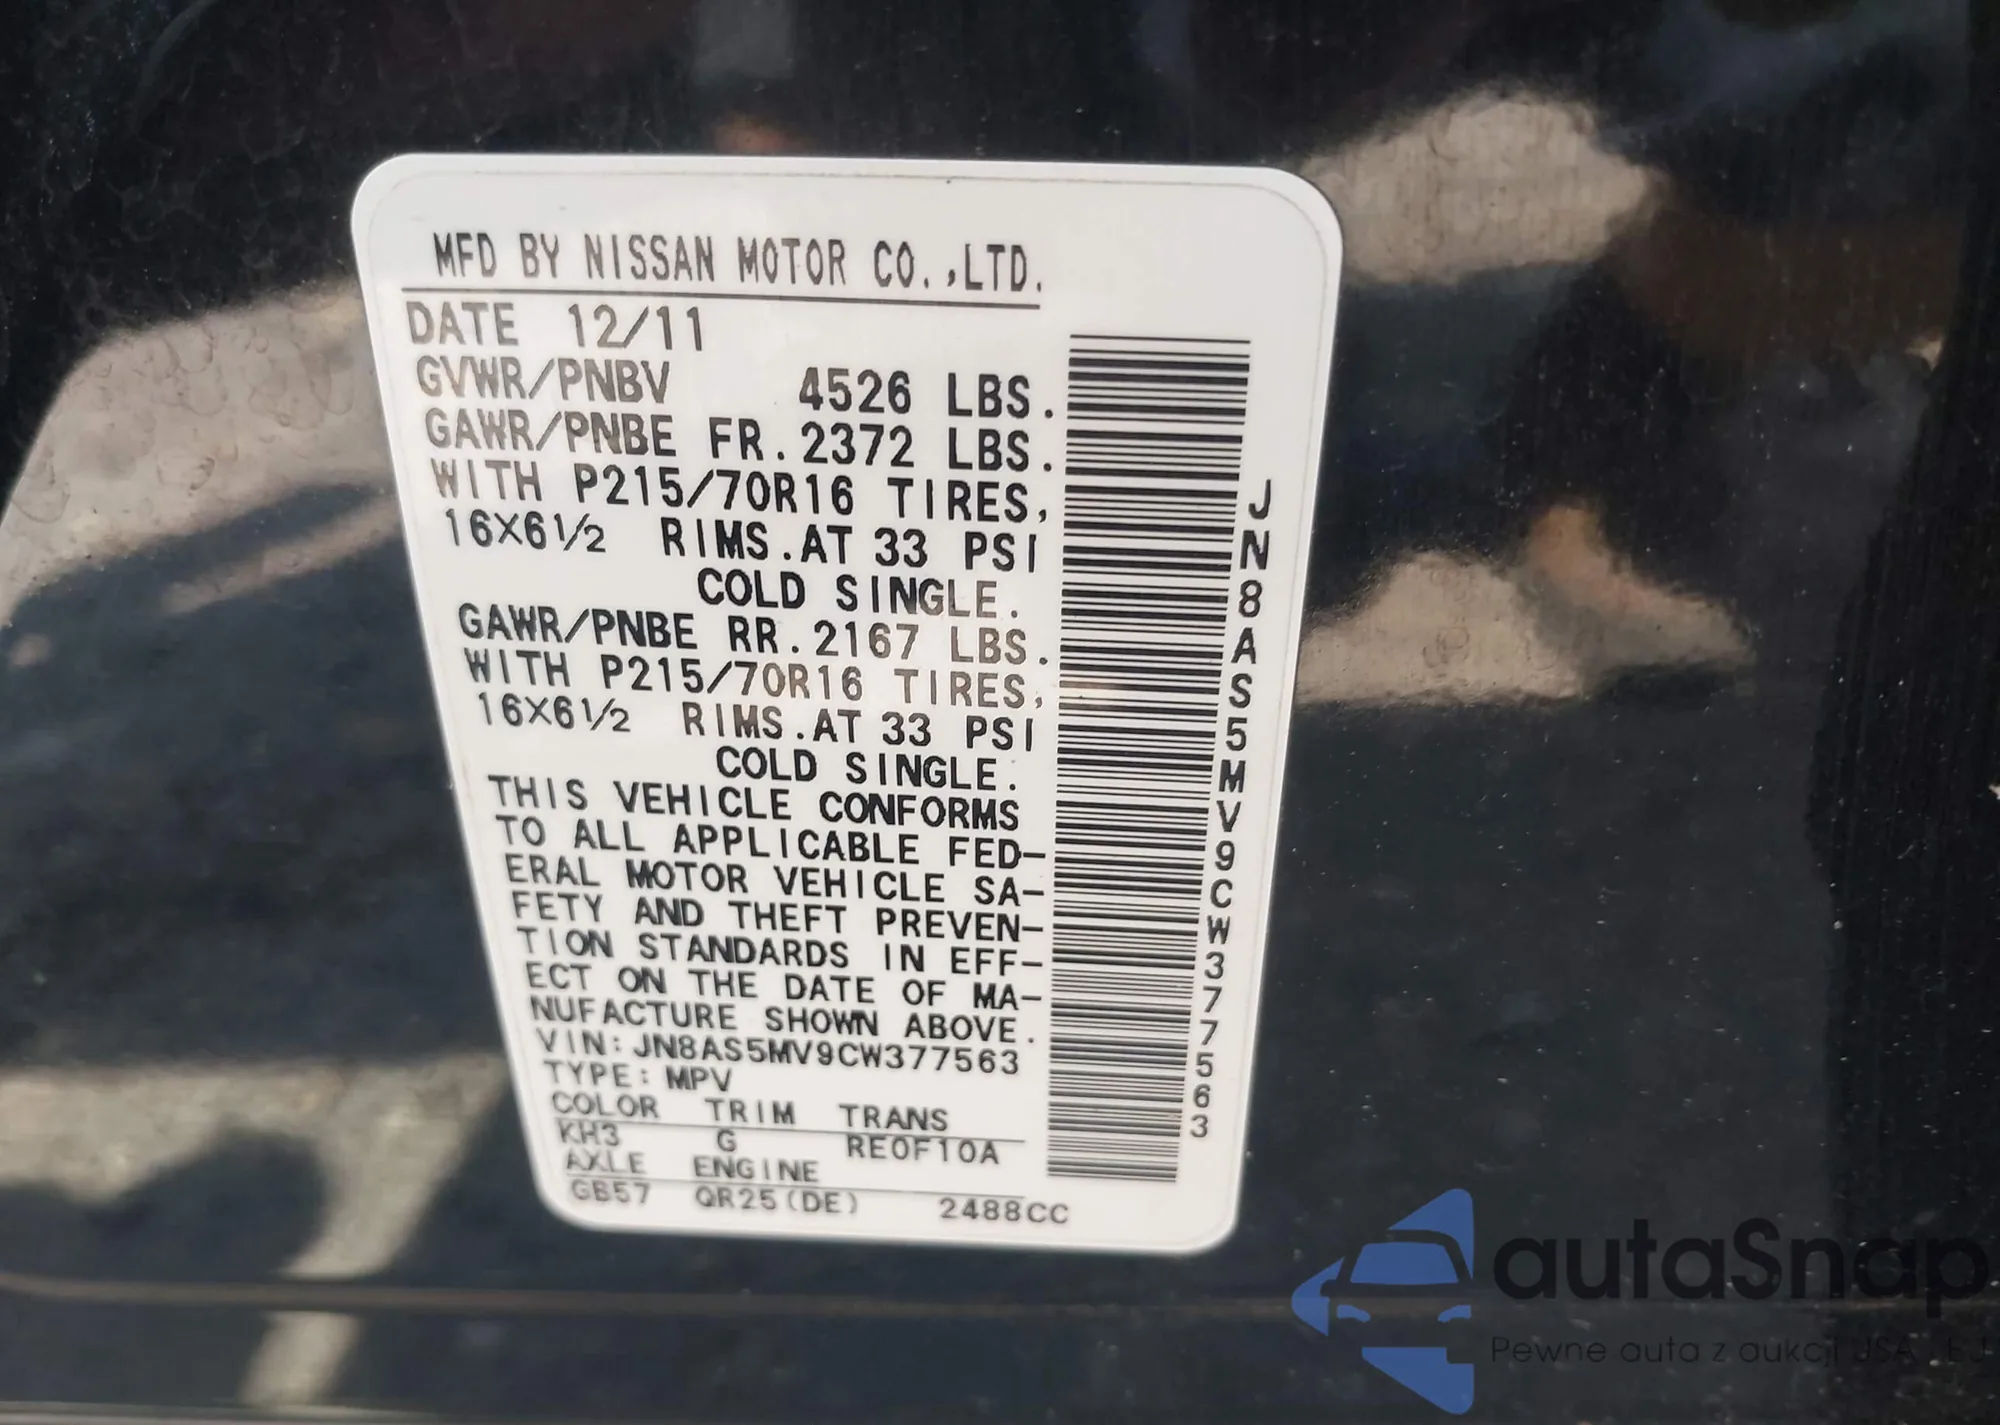 MFD BY NISSAN MOTOR CO.,LTD.
DATE 12/11
GVWR/PNBV 4526 LBS.
GAWR/PNBE FR.2372 LBS.
WITH P215/70R16 TIRES,
16X6½ RIMS.AT 33 PSI
COLD SINGLE.
GAWR/PNBE RR.2167 LBS.
WITH P215/70R16 TIRES,
16X6½ RIMS.AT 33 PSI
COLD SINGLE.
THIS VEHICLE CONFORMS
TO ALL APPLICABLE FED-
ERAL MOTOR VEHICLE SA-
FETY AND THEFT PREVEN-
TION STANDARDS IN EFF-
ECT ON THE DATE OF MA-
NUFACTURE SHOWN ABOVE.
VIN:JN8AS5MV9CW377563
TYPE:MPV
COLOR TRIM TRANS
KH3 G RE0F10A
AXLE ENGINE
GB57 QR25(DE) 2488CC
JN8AS5MV9CW377563
autaSnap
Pewne auta z aukcji USA